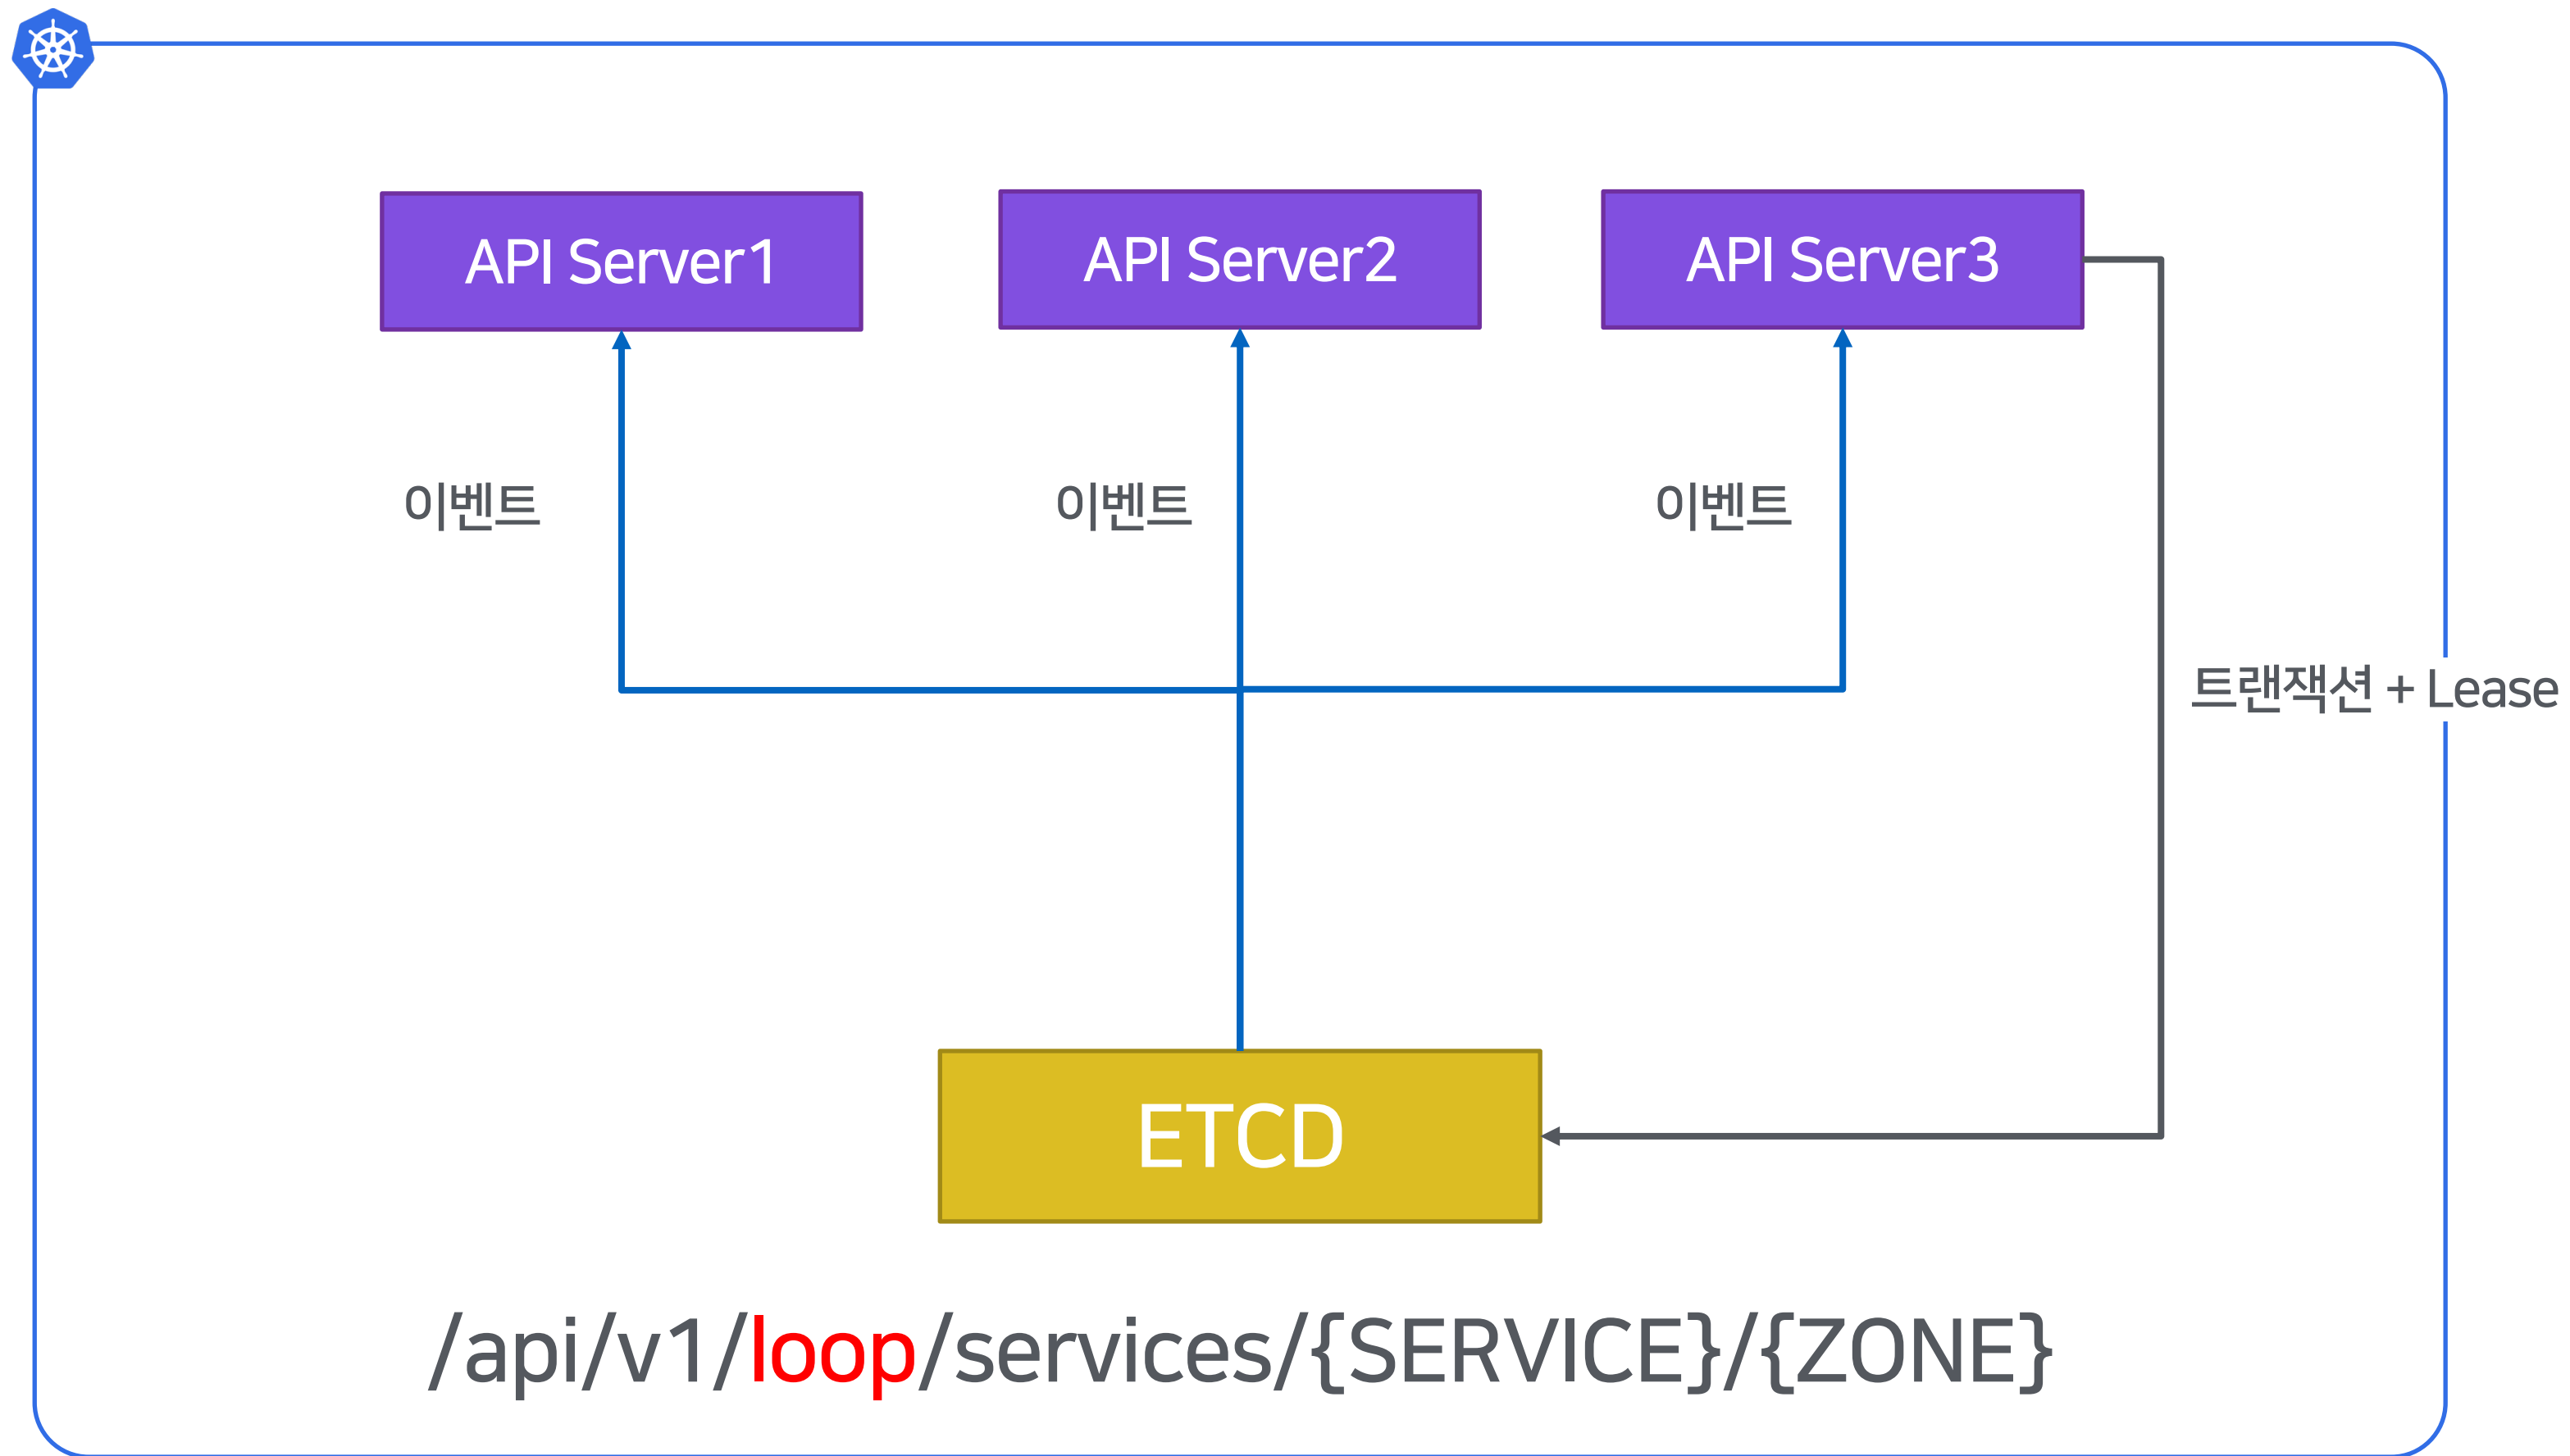 API Server1
API Server2
API Server3
이벤트
이벤트
이벤트
트랜잭션 + Lease
ETCD
/api/v1/loop/services/{SERVICE}/{ZONE}